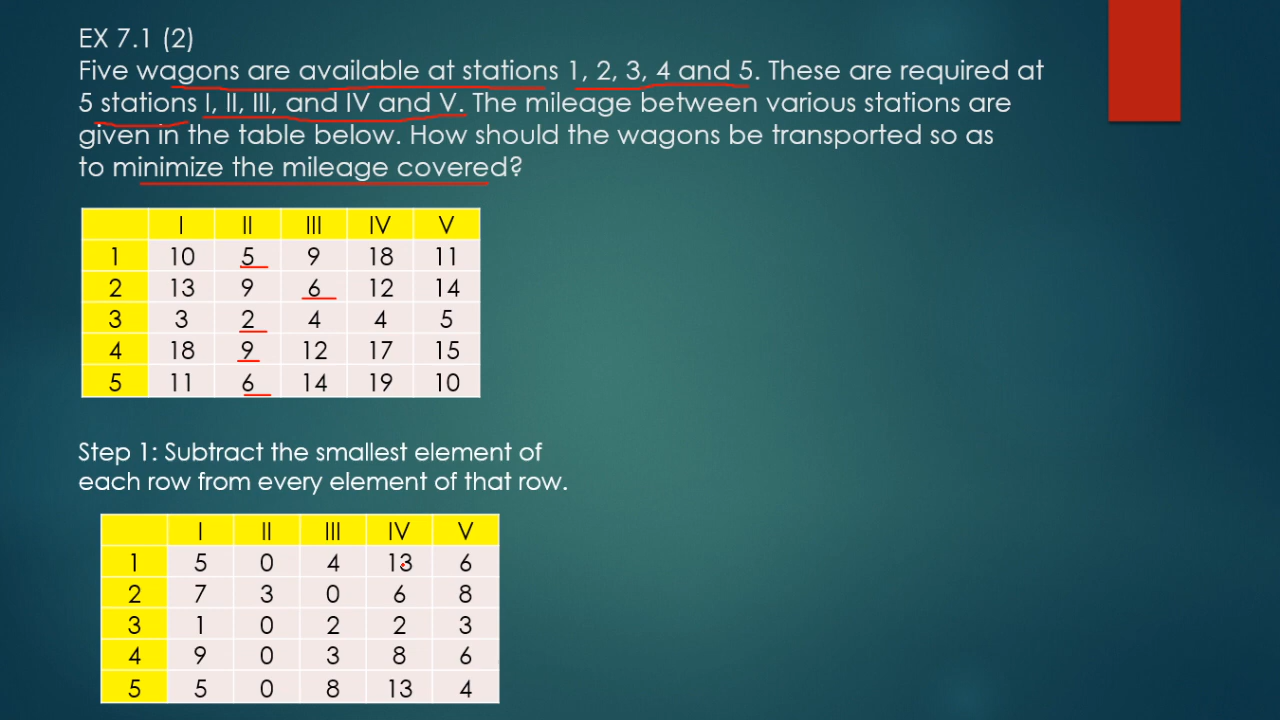 EX 7.1 (2)
Five wagons are available at stations 1, 2, 3, 4 and 5. These are required at
5 stations I, II, III, and IV and V. The mileage between various stations are
given in the table below. How should the wagons be transported so as
to minimize the mileage covered?
I II III IV V
1 10 5 9 18 11
2 13 9 6 12 14
3 3 2 4 4 5
4 18 9 12 17 15
5 11 6 14 19 10
Step 1: Subtract the smallest element of
each row from every element of that row.
I II III IV V
1 5 0 4 13 6
2 7 3 0 6 8
3 1 0 2 2 3
4 9 0 3 8 6
5 5 0 8 13 4